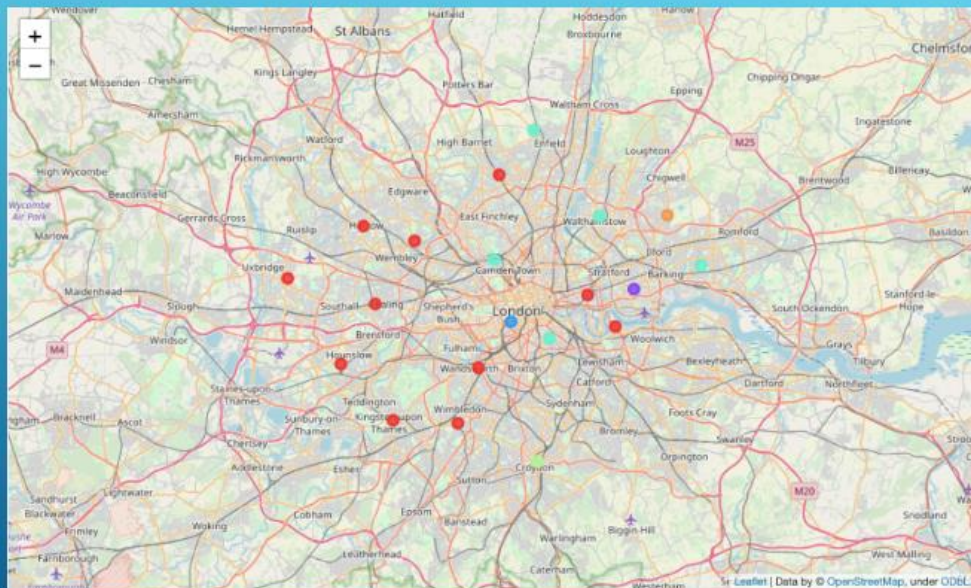 +
−
Wendover
Hatfield
Hoddesdon
Harlow
Hemel Hempstead
St Albans
Broxbourne
Chelmsfor
Kings Langley
Great Missenden
Chesham
Potters Bar
Epping
Chipping Ongar
Amersham
Waltham Cross
Ingatestone
Watford
High Barnet
Enfield
M25
Loughton
Rickmansworth
High Wycombe
Chigwell
Brentwood
Billericay
Beaconsfield
Edgware
Wycombe
Air Park
Gerrards Cross
East Finchley
Walthamstow
Marlow
Ruislip
Romford
Basildon
Wembley
Ilford
Uxbridge
Camden Town
Stratford
Barking
Maidenhead
Slough
Southall
Shepherd's
Bush
London
South Ockendon
Stanford-le
Hope
Windsor
Brentford
M4
Fulham
Woolwich
Grays
Tilbury
Hounslow
Brixton
Lewisham
Bexleyheath
Catford
Dartford
Northfleet
Staines-upon
Thames
Teddington
Bracknell
Ascot
Sunbury-on
Thames
Kingston-upon
Thames
Wimbledon
Sydenham
Foots Cray
Chertsey
Bromley
Swanley
Addlestone
Esher
Sutton
Croydon
Orpington
Lightwater
M20
Sandhurst
Blackwater
Cobham
Epsom
Banstead
Biggin-Hill
Snodland
Frimley
Woking
Warlingham
Farnborough
Leatherhead
Caterham
Westerham
West Malling
Leaflet | Data by © OpenStreetMap, under ODbL